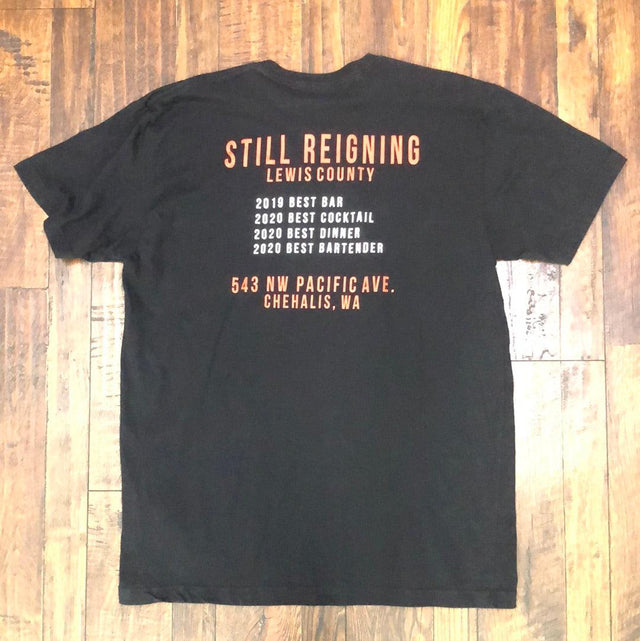 STILL REIGNING
LEWIS COUNTY
2019 BEST BAR
2020 BEST COCKTAIL
2020 BEST DINNER
2020 BEST BARTENDER
543 NW PACIFIC AVE.
CHEHALIS, WA